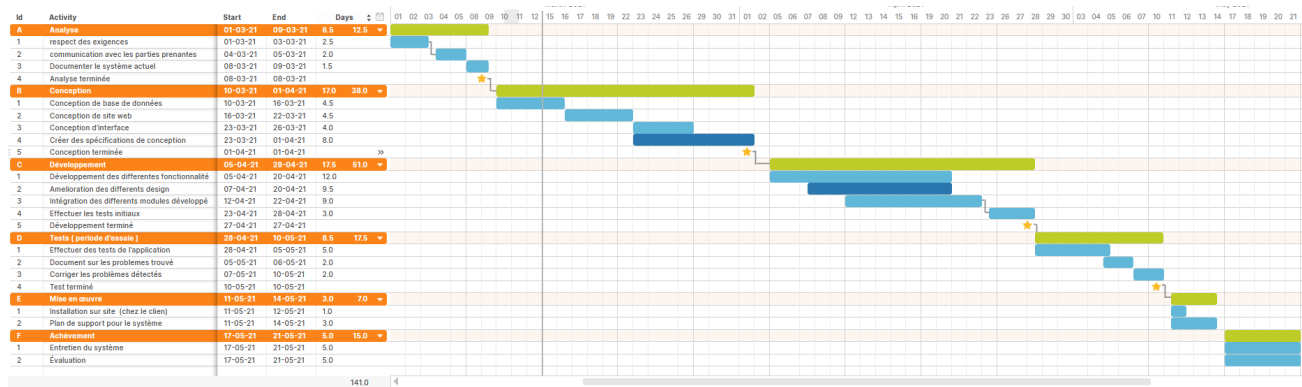 Id Activity Start End Days 01 02 03 04 05 08 09 10 11 12 15 16 17 18 19 22 23 24 25 26 29 30 31 01 02 05 06 07 08 09 12 13 14 15 16 19 20 21 22 23 26 27 28 29 30 03 04 05 06 07 10 11 12 13 14 17 18 19 20 21
A Analyse 01-03-21 09-03-21 6.5 12.5
1 respect des exigences 01-03-21 03-03-21 2.5
2 communication avec les parties prenantes 04-03-21 05-03-21 2.0
3 Documenter le système actuel 08-03-21 09-03-21 1.5
4 Analyse terminée 08-03-21 08-03-21
B Conception 10-03-21 01-04-21 17.0 38.0
1 Conception de base de données 10-03-21 16-03-21 4.5
2 Conception de site web 16-03-21 22-03-21 4.5
3 Conception d'interface 23-03-21 26-03-21 4.0
4 Créer des spécifications de conception 23-03-21 01-04-21 8.0
5 Conception terminée 01-04-21 01-04-21 »
C Développement 05-04-21 28-04-21 17.5 51.0
1 Développement des differentes fonctionnalité 05-04-21 20-04-21 12.0
2 Amelioration des differents design 07-04-21 20-04-21 9.5
3 Intégration des differents modules développé 12-04-21 22-04-21 9.0
4 Effectuer les tests initiaux 23-04-21 28-04-21 3.0
5 Développement terminé 27-04-21 27-04-21
D Tests ( periode d'essaie ) 28-04-21 10-05-21 8.5 17.5
1 Effectuer des tests de l'application 28-04-21 05-05-21 5.0
2 Document sur les problemes trouvé 05-05-21 06-05-21 2.0
3 Corriger les problèmes détectés 07-05-21 10-05-21 2.0
4 Test terminé 10-05-21 10-05-21
E Mise en œuvre 11-05-21 14-05-21 3.0 7.0
1 Installation sur site (chez le clien) 11-05-21 12-05-21 1.0
2 Plan de support pour le système 11-05-21 14-05-21 3.0
F Achèvement 17-05-21 21-05-21 5.0 15.0
1 Entretien du système 17-05-21 21-05-21 5.0
2 Évaluation 17-05-21 21-05-21 5.0
141.0